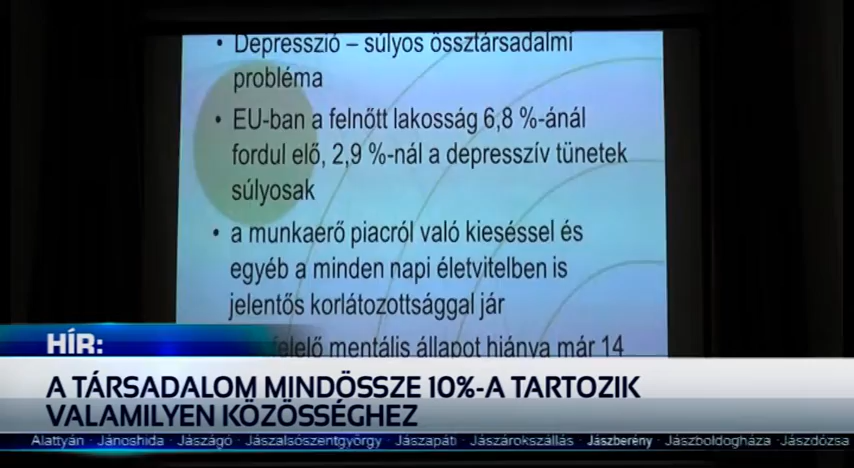 • Depresszió – súlyos össztársadalmi
probléma
• EU-ban a felnőtt lakosság 6,8 %-ánál
fordul elő, 2,9 %-nál a depresszív tünetek
súlyosak
• a munkaerő piacról való kieséssel és
egyéb a minden napi életvitelben is
jelentős korlátozottsággal jár
mentális állapot hiánya már 14
HÍR:
A TÁRSADALOM MINDÖSSZE 10%-A TARTOZIK
VALAMILYEN KÖZÖSSÉGHEZ
Alattyán · Jánoshida · Jászágó · Jászalsószentgyörgy · Jászapáti · Jászárokszállás · Jászberény · Jászboldogháza · Jászdózsa